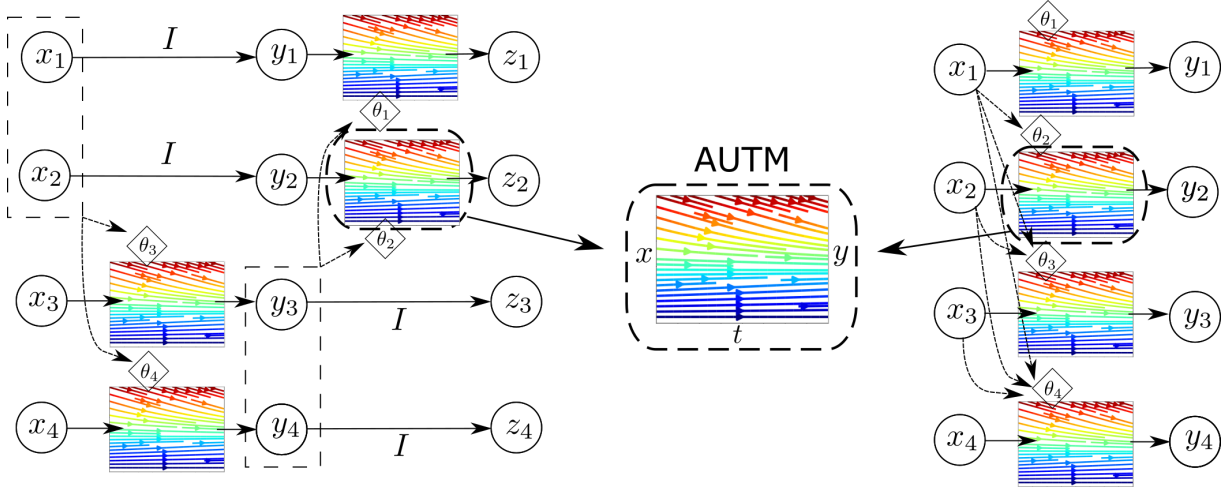 x₁ I y₁ z₁
θ₁
x₂ I y₂ z₂
θ₂
θ₃
x₃ y₃ I z₃
θ₄
x₄ y₄ I z₄
AUTM
x y
t
θ₁
x₁ y₁
θ₂
x₂ y₂
θ₃
x₃ y₃
θ₄
x₄ y₄